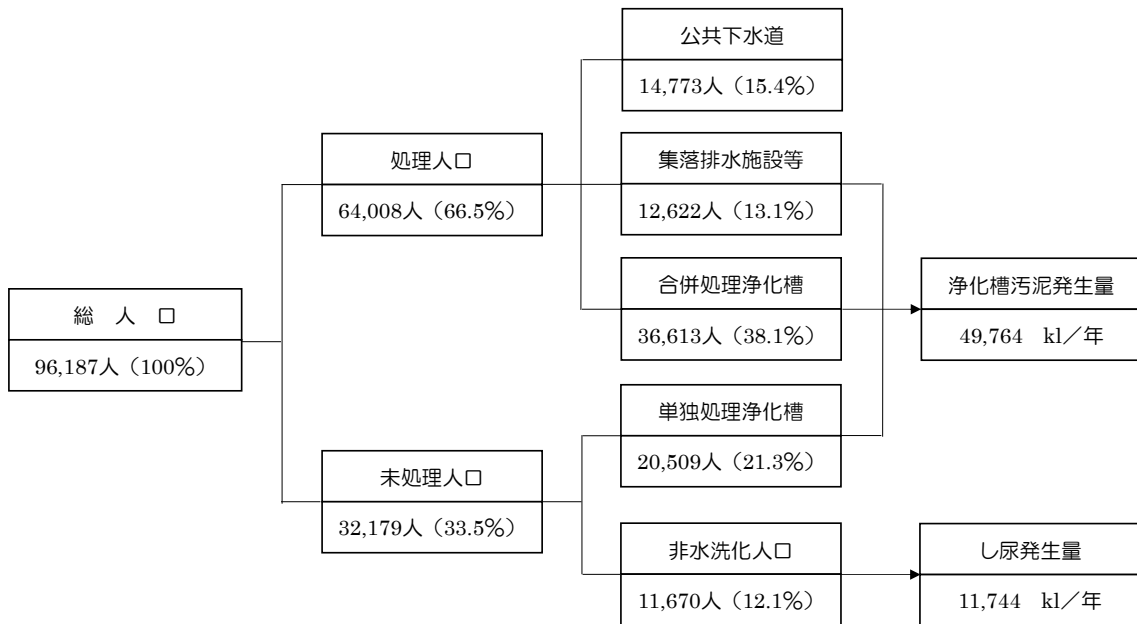 公共下水道
14,773人（15.4%）
処理人口
64,008人（66.5%）
集落排水施設等
12,622人（13.1%）
合併処理浄化槽
36,613人（38.1%）
浄化槽汚泥発生量
49,764　kl／年
総　人　口
96,187人（100%）
単独処理浄化槽
20,509人（21.3%）
未処理人口
32,179人（33.5%）
非水洗化人口
11,670人（12.1%）
し尿発生量
11,744　kl／年